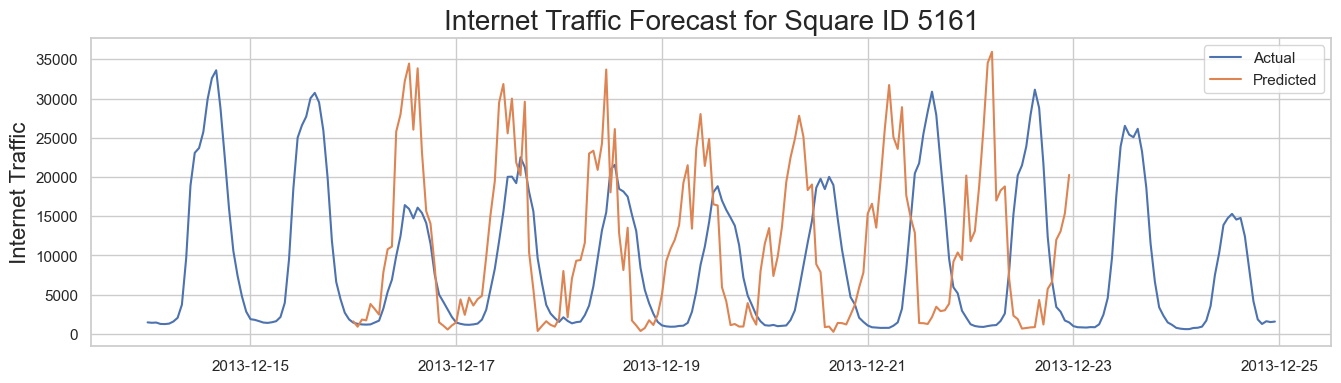 Internet Traffic Forecast for Square ID 5161
Actual
Predicted
Internet Traffic
35000
30000
25000
20000
15000
10000
5000
0
2013-12-15 2013-12-17 2013-12-19 2013-12-21 2013-12-23 2013-12-25